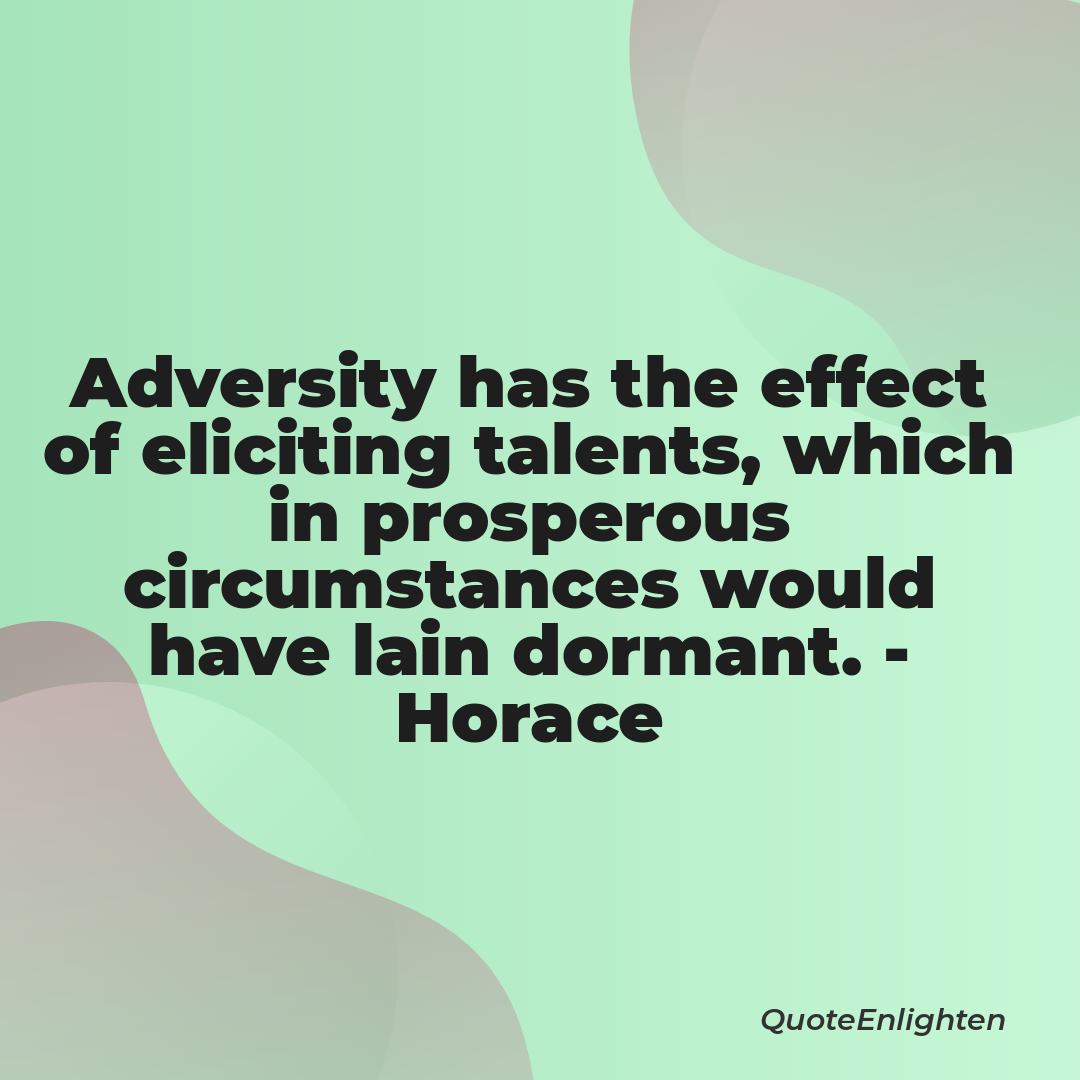 Adversity has the effect
of eliciting talents, which
in prosperous
circumstances would
have lain dormant. -
Horace
QuoteEnlighten